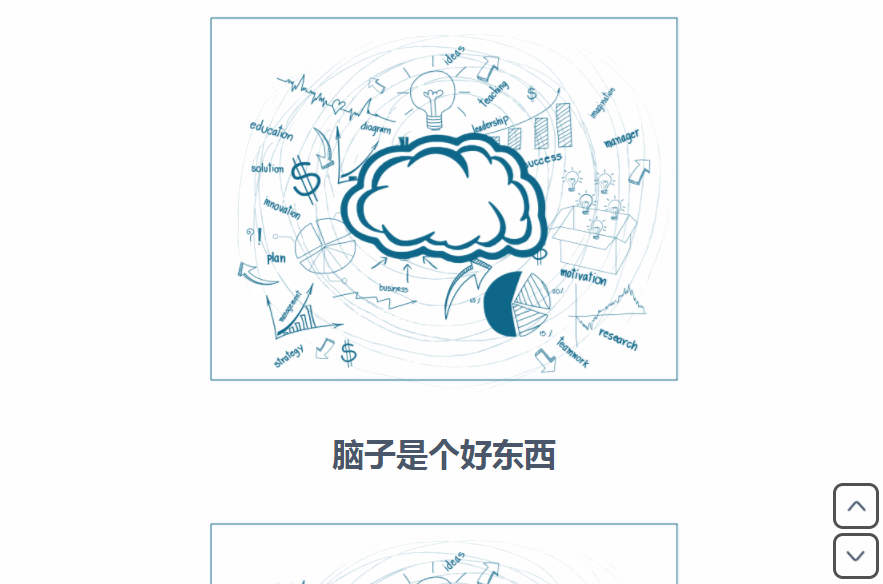 ideas
teaching
$
imagination
education
diagram
leadership
manager
success
solution
$
innovation
?!
plan
motivation
business
management
research
strategy
$
teamwork
脑子是个好东西
ideas